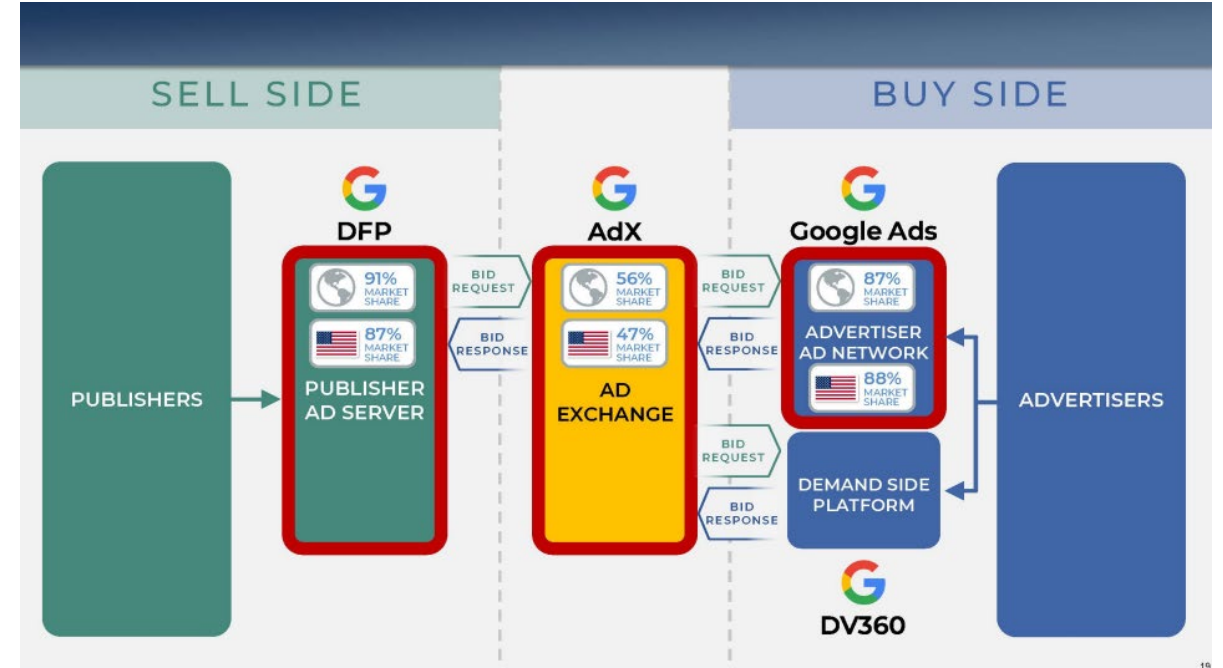 SELL SIDE
BUY SIDE
PUBLISHERS
DFP
91%
MARKET
SHARE
87%
MARKET
SHARE
PUBLISHER
AD SERVER
BID
REQUEST
BID
RESPONSE
AdX
56%
MARKET
SHARE
47%
MARKET
SHARE
AD
EXCHANGE
BID
REQUEST
BID
RESPONSE
BID
REQUEST
BID
RESPONSE
Google Ads
87%
MARKET
SHARE
ADVERTISER
AD NETWORK
88%
MARKET
SHARE
DEMAND SIDE
PLATFORM
DV360
ADVERTISERS
19